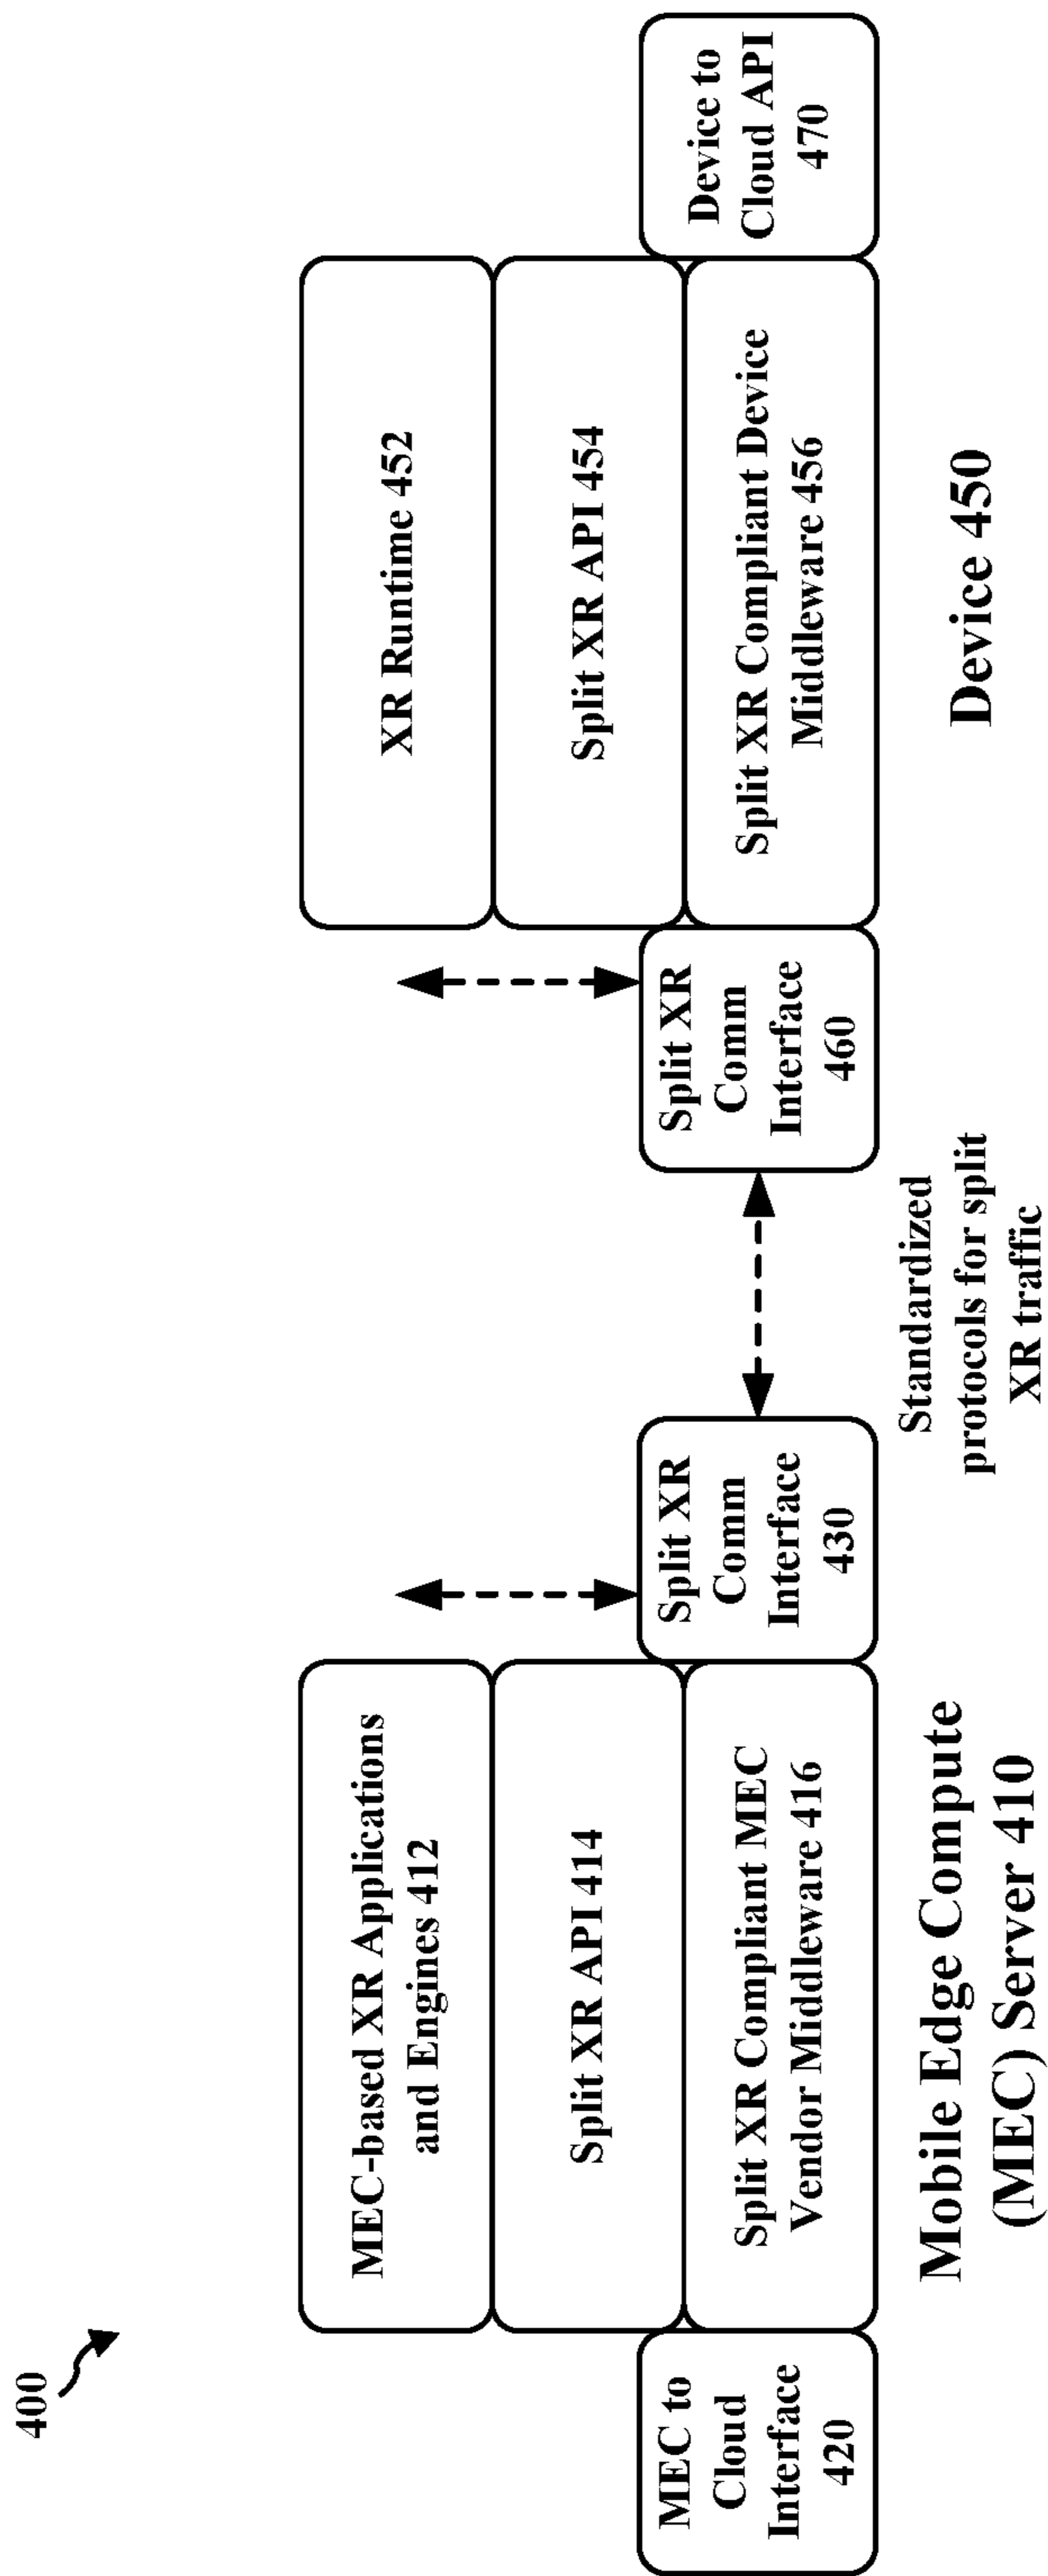 400
MEC-based XR Applications
and Engines 412
Split XR API 414
Split XR Compliant MEC
Vendor Middleware 416
MEC to
Cloud
Interface
420
Split XR
Comm
Interface
430
Mobile Edge Compute
(MEC) Server 410
Standardized
protocols for split
XR traffic
XR Runtime 452
Split XR API 454
Split XR Compliant Device
Middleware 456
Split XR
Comm
Interface
460
Device to
Cloud API
470
Device 450